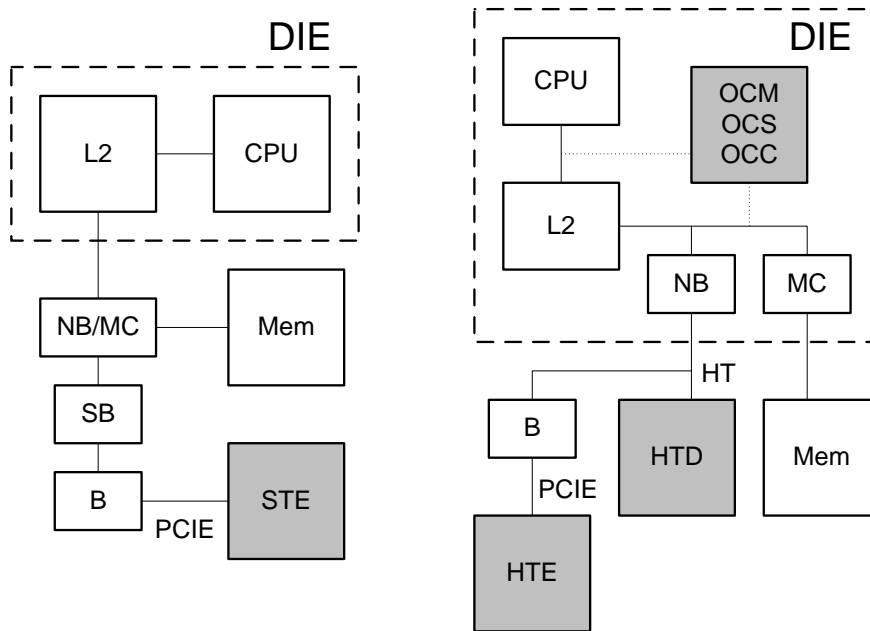 DIE
L2
CPU
NB/MC
Mem
SB
B
PCIE
STE
DIE
CPU
OCM
OCS
OCC
L2
NB
MC
HT
B
HTD
Mem
PCIE
HTE